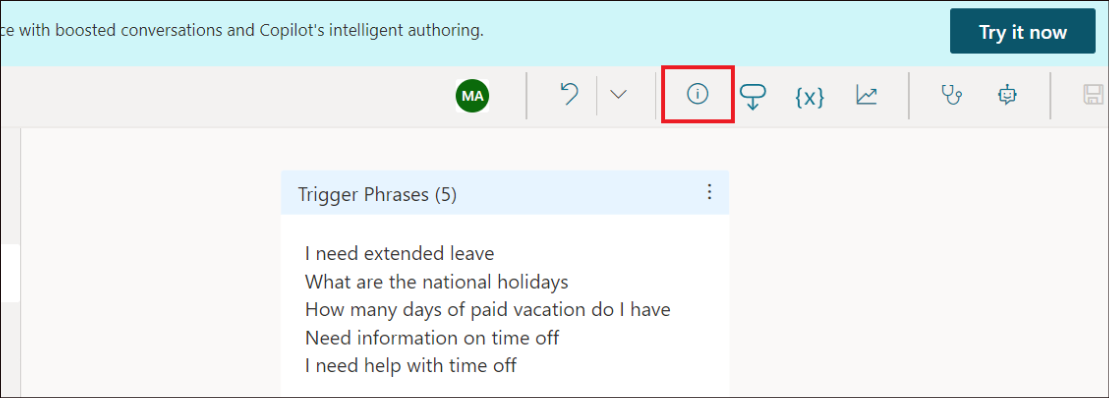 ce with boosted conversations and Copilot's intelligent authoring.
Try it now
MA
{x}
Trigger Phrases (5)
I need extended leave
What are the national holidays
How many days of paid vacation do I have
Need information on time off
I need help with time off